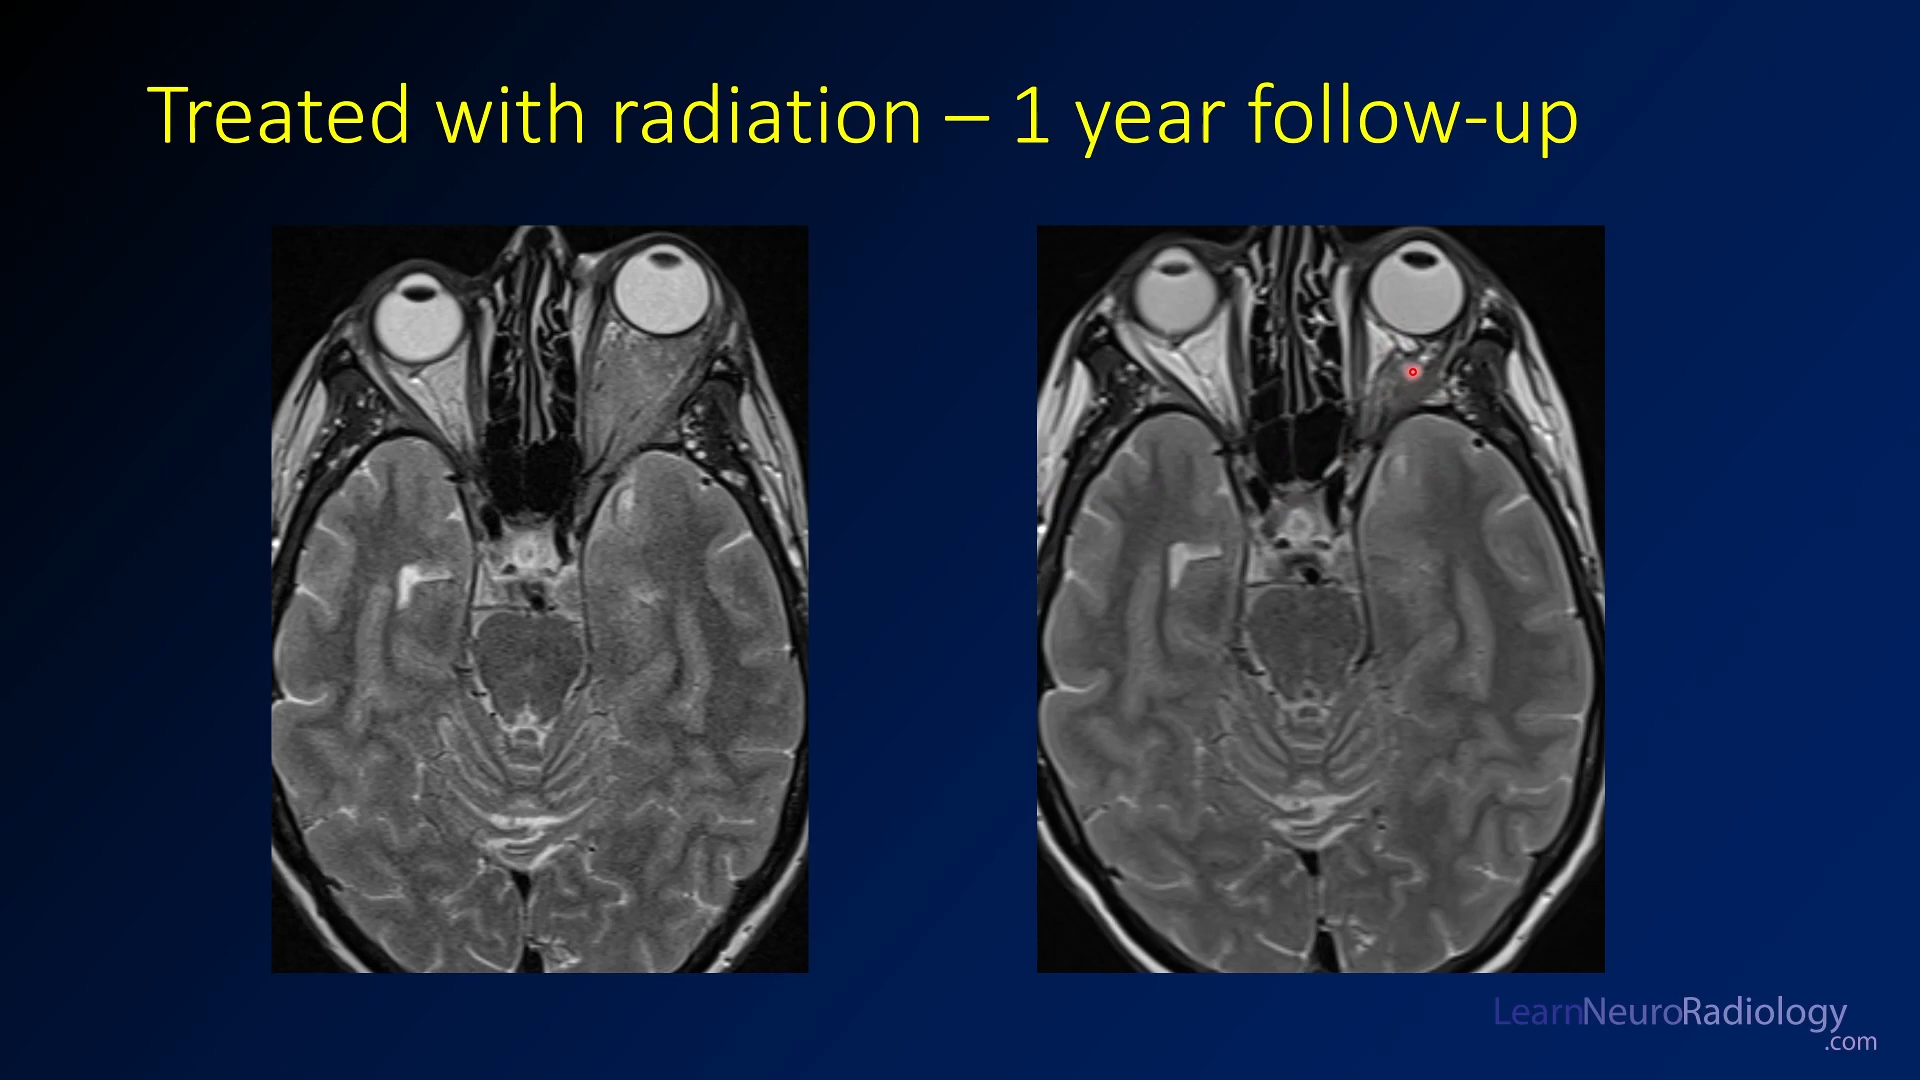 Treated with radiation – 1 year follow-up
LearnNeuroRadiology
.com